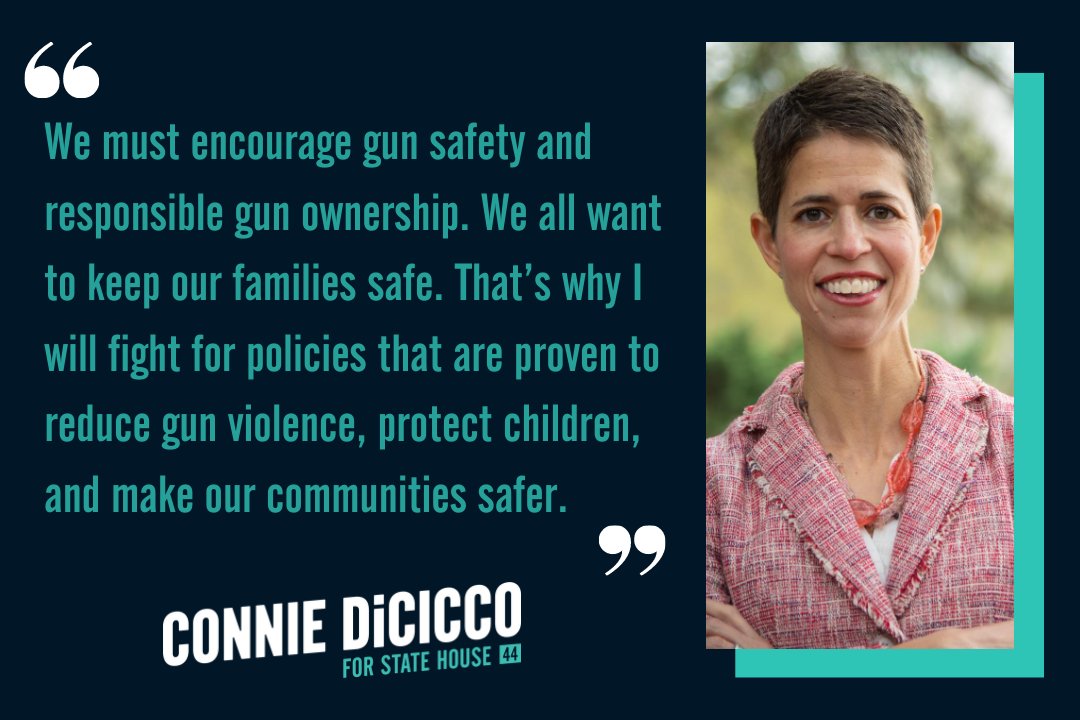 “
We must encourage gun safety and
responsible gun ownership. We all want
to keep our families safe. That’s why I
will fight for policies that are proven to
reduce gun violence, protect children,
and make our communities safer.
”
CONNIE DiCICCO
FOR STATE HOUSE 44